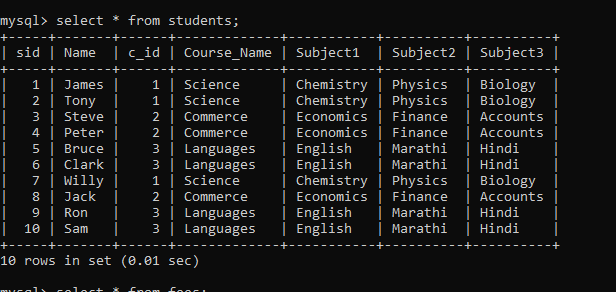 mysql> select * from students;
+------+-------+------+-------------+-----------+----------+----------+
| sid | Name | c_id | Course_Name | Subject1 | Subject2 | Subject3 |
+------+-------+------+-------------+-----------+----------+----------+
| 1 | James | 1 | Science | Chemistry | Physics | Biology |
| 2 | Tony | 1 | Science | Chemistry | Physics | Biology |
| 3 | Steve | 2 | Commerce | Economics | Finance | Accounts |
| 4 | Peter | 2 | Commerce | Economics | Finance | Accounts |
| 5 | Bruce | 3 | Languages | English | Marathi | Hindi |
| 6 | Clark | 3 | Languages | English | Marathi | Hindi |
| 7 | Willy | 1 | Science | Chemistry | Physics | Biology |
| 8 | Jack | 2 | Commerce | Economics | Finance | Accounts |
| 9 | Ron | 3 | Languages | English | Marathi | Hindi |
| 10 | Sam | 3 | Languages | English | Marathi | Hindi |
+------+-------+------+-------------+-----------+----------+----------+
10 rows in set (0.01 sec)
mysql> select * from fees;